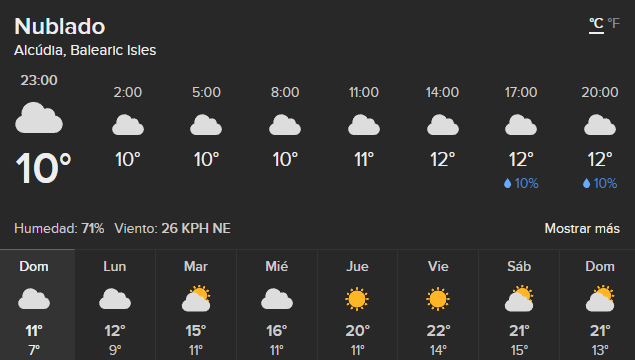 Nublado
°C °F
Alcúdia, Balearic Isles
23:00 2:00 5:00 8:00 11:00 14:00 17:00 20:00
10° 10° 10° 10° 11° 12° 12° 12°
10% 10%
Humedad: 71% Viento: 26 KPH NE Mostrar más
Dom Lun Mar Mié Jue Vie Sáb Dom
11° 12° 15° 16° 20° 22° 21° 21°
7° 9° 11° 11° 11° 14° 15° 13°